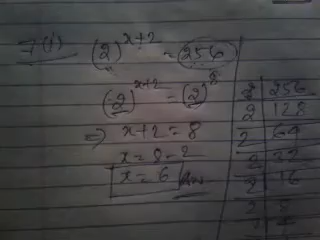 7(i) (2)^{x+2} = 256
(2)^{x+2} = (2)^8
⇒ x+2 = 8
x = 8-2
x = 6 Ans
2 | 256
2 | 128
2 | 64
2 | 32
2 | 16
2 | 8